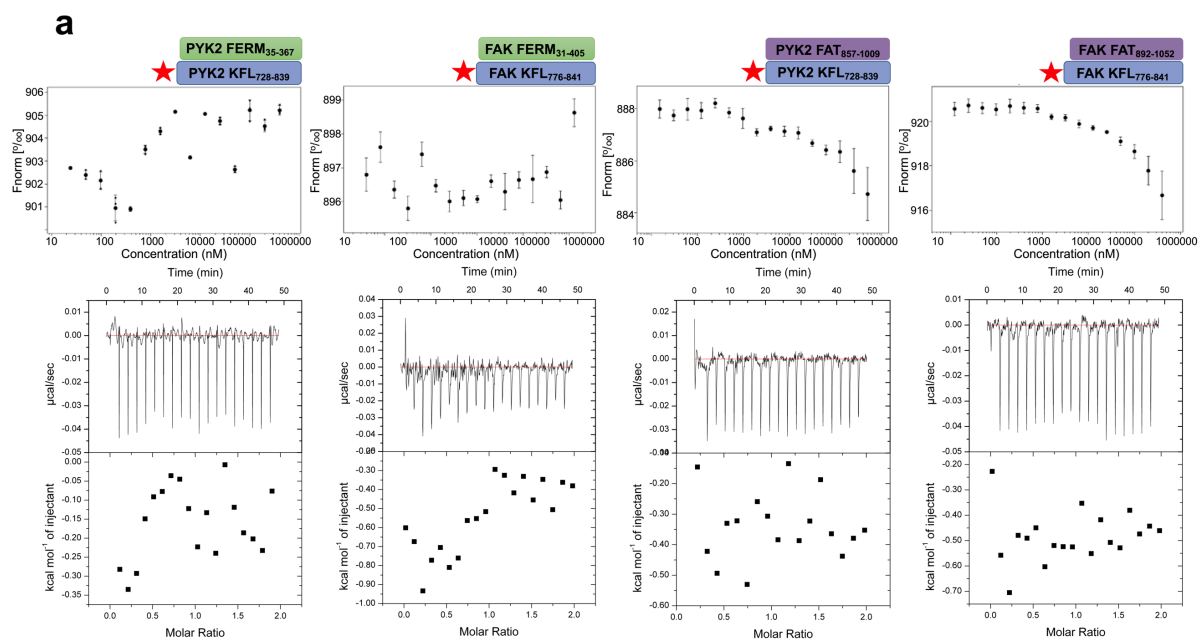 a
PYK2 FERM35-367
PYK2 KFL728-839
FAK FERM31-405
FAK KFL776-841
PYK2 FAT857-1009
PYK2 KFL728-839
FAK FAT892-1052
FAK KFL776-841
906
905
904
903
902
901
Fnorm [º/₀₀]
10 100 1000 10000 1000000
Concentration (nM)
899
898
897
896
Fnorm [º/₀₀]
10 100 1000 10000 1000000
Concentration (nM)
888
886
884
Fnorm [º/₀₀]
10 100 1000 10000 1000000
Concentration (nM)
920
918
916
Fnorm [º/₀₀]
10 100 1000 10000 1000000
Concentration (nM)
Time (min)
0 10 20 30 40 50
0.01
0.00
-0.01
-0.02
-0.03
-0.04
-0.05
µcal/sec
0.00
-0.05
-0.10
-0.15
-0.20
-0.25
-0.30
-0.35
kcal mol⁻¹ of injectant
0.0 0.5 1.0 1.5 2.0
Molar Ratio
Time (min)
0 10 20 30 40 50
0.04
0.03
0.02
0.01
0.00
-0.01
-0.02
-0.03
-0.04
µcal/sec
-0.30
-0.40
-0.50
-0.60
-0.70
-0.80
-0.90
-1.00
kcal mol⁻¹ of injectant
0.0 0.5 1.0 1.5 2.0
Molar Ratio
Time (min)
0 10 20 30 40 50
0.01
0.00
-0.01
-0.02
-0.03
µcal/sec
-0.20
-0.30
-0.40
-0.50
-0.60
kcal mol⁻¹ of injectant
0.0 0.5 1.0 1.5 2.0
Molar Ratio
Time (min)
0 10 20 30 40 50
0.01
0.00
-0.01
-0.02
-0.03
-0.04
-0.05
µcal/sec
-0.20
-0.30
-0.40
-0.50
-0.60
-0.70
kcal mol⁻¹ of injectant
0.0 0.5 1.0 1.5 2.0
Molar Ratio